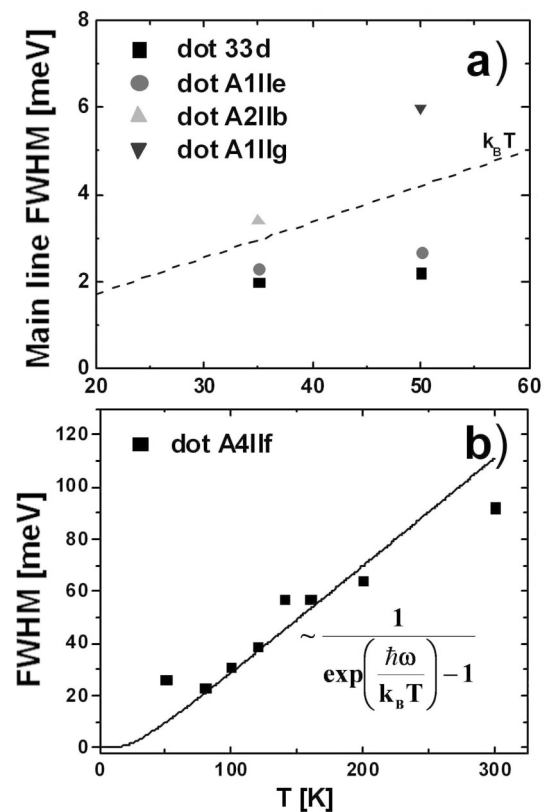 a)
dot 33d
dot A1IIe
dot A2IIb
dot A1IIg
k_B T
Main line FWHM [meV]
8
6
4
2
0
20 30 40 50 60
b)
dot A4IIf
FWHM [meV]
120
100
80
60
40
20
0
~ 1
exp(ħω / k_B T) − 1
0 100 200 300
T [K]